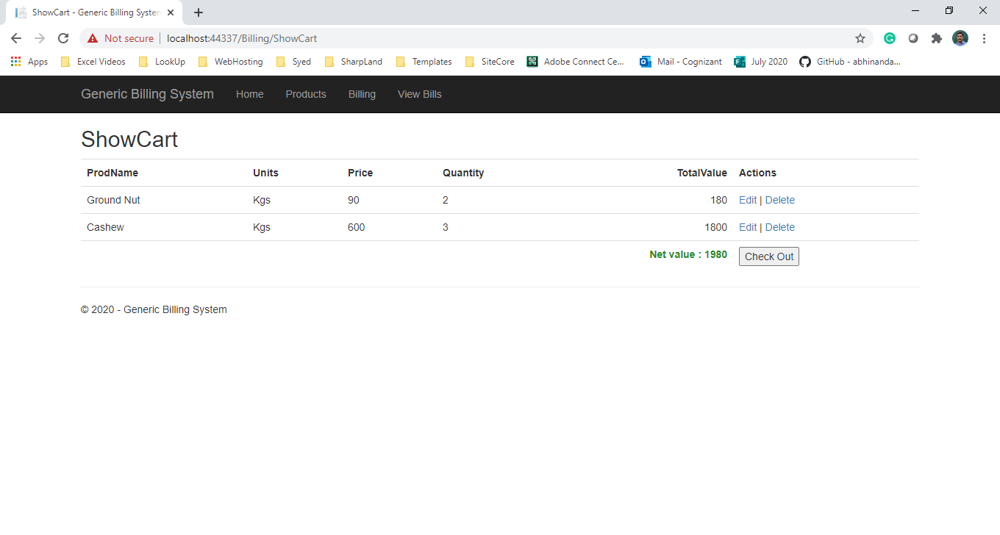 ShowCart - Generic Billing System
Not secure | localhost:44337/Billing/ShowCart
Apps Excel Videos LookUp WebHosting Syed SharpLand Templates SiteCore Adobe Connect Ce... Mail - Cognizant July 2020 GitHub - abhinanda...
Generic Billing System Home Products Billing View Bills
ShowCart
ProdName Units Price Quantity TotalValue Actions
Ground Nut Kgs 90 2 180 Edit | Delete
Cashew Kgs 600 3 1800 Edit | Delete
Net value : 1980 Check Out
© 2020 - Generic Billing System